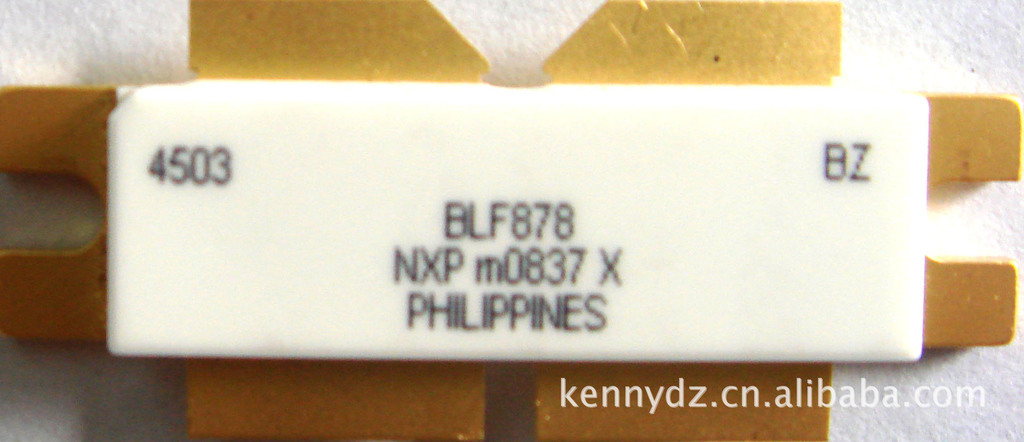 4503 BZ
BLF878
NXP m0837 X
PHILIPPINES
kennydz.cn.alibaba.com